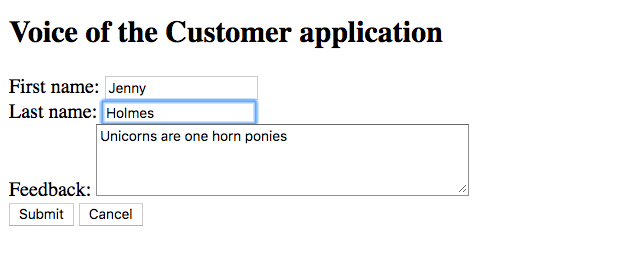 Voice of the Customer application
First name: Jenny
Last name: Holmes
Unicorns are one horn ponies
Feedback:
Submit Cancel